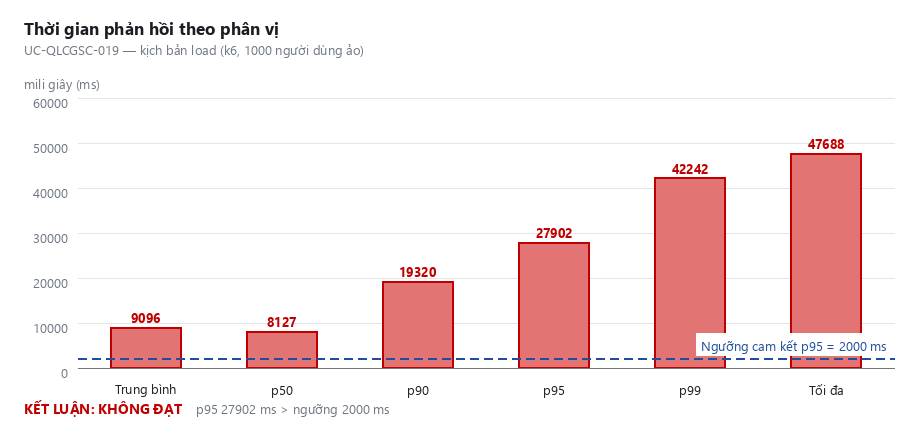 Thời gian phản hồi theo phân vị
UC-QLCGSC-019 — kịch bản load (k6, 1000 người dùng ảo)
mili giây (ms)
60000
50000
40000
30000
20000
10000
0
9096
8127
19320
27902
42242
47688
Ngưỡng cam kết p95 = 2000 ms
Trung bình
p50
p90
p95
p99
Tối đa
KẾT LUẬN: KHÔNG ĐẠT p95 27902 ms > ngưỡng 2000 ms